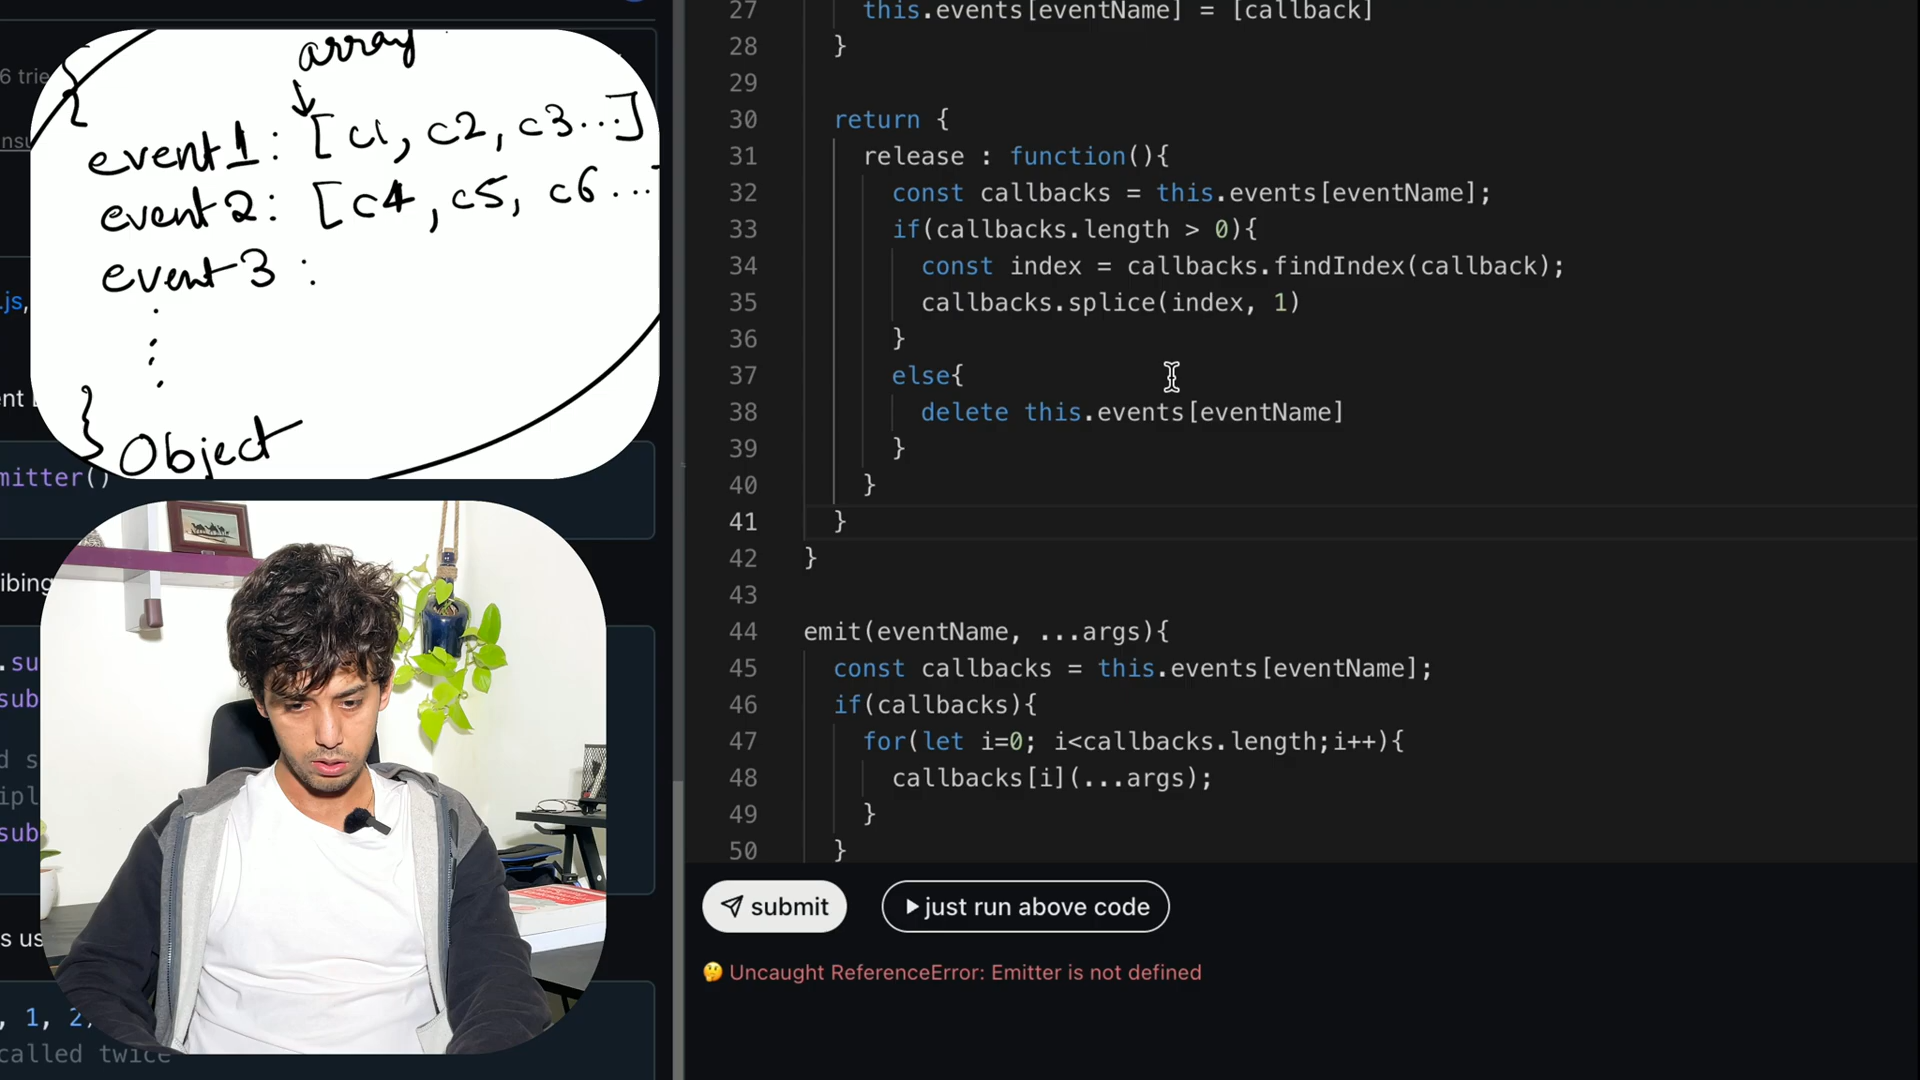 array
{
event1: [c1, c2, c3...]
event2: [c4, c5, c6...
event3 :
}
Object
6 trie
.js,
mitter()
.su
sub
sub
, 1, 2,
called twice
27 this.events[eventName] = [callback]
28 }
29
30 return {
31 release : function(){
32 const callbacks = this.events[eventName];
33 if(callbacks.length > 0){
34 const index = callbacks.findIndex(callback);
35 callbacks.splice(index, 1)
36 }
37 else{
38 delete this.events[eventName]
39 }
40 }
41 }
42 }
43
44 emit(eventName, ...args){
45 const callbacks = this.events[eventName];
46 if(callbacks){
47 for(let i=0; i<callbacks.length;i++){
48 callbacks[i](...args);
49 }
50 }
submit
just run above code
Uncaught ReferenceError: Emitter is not defined